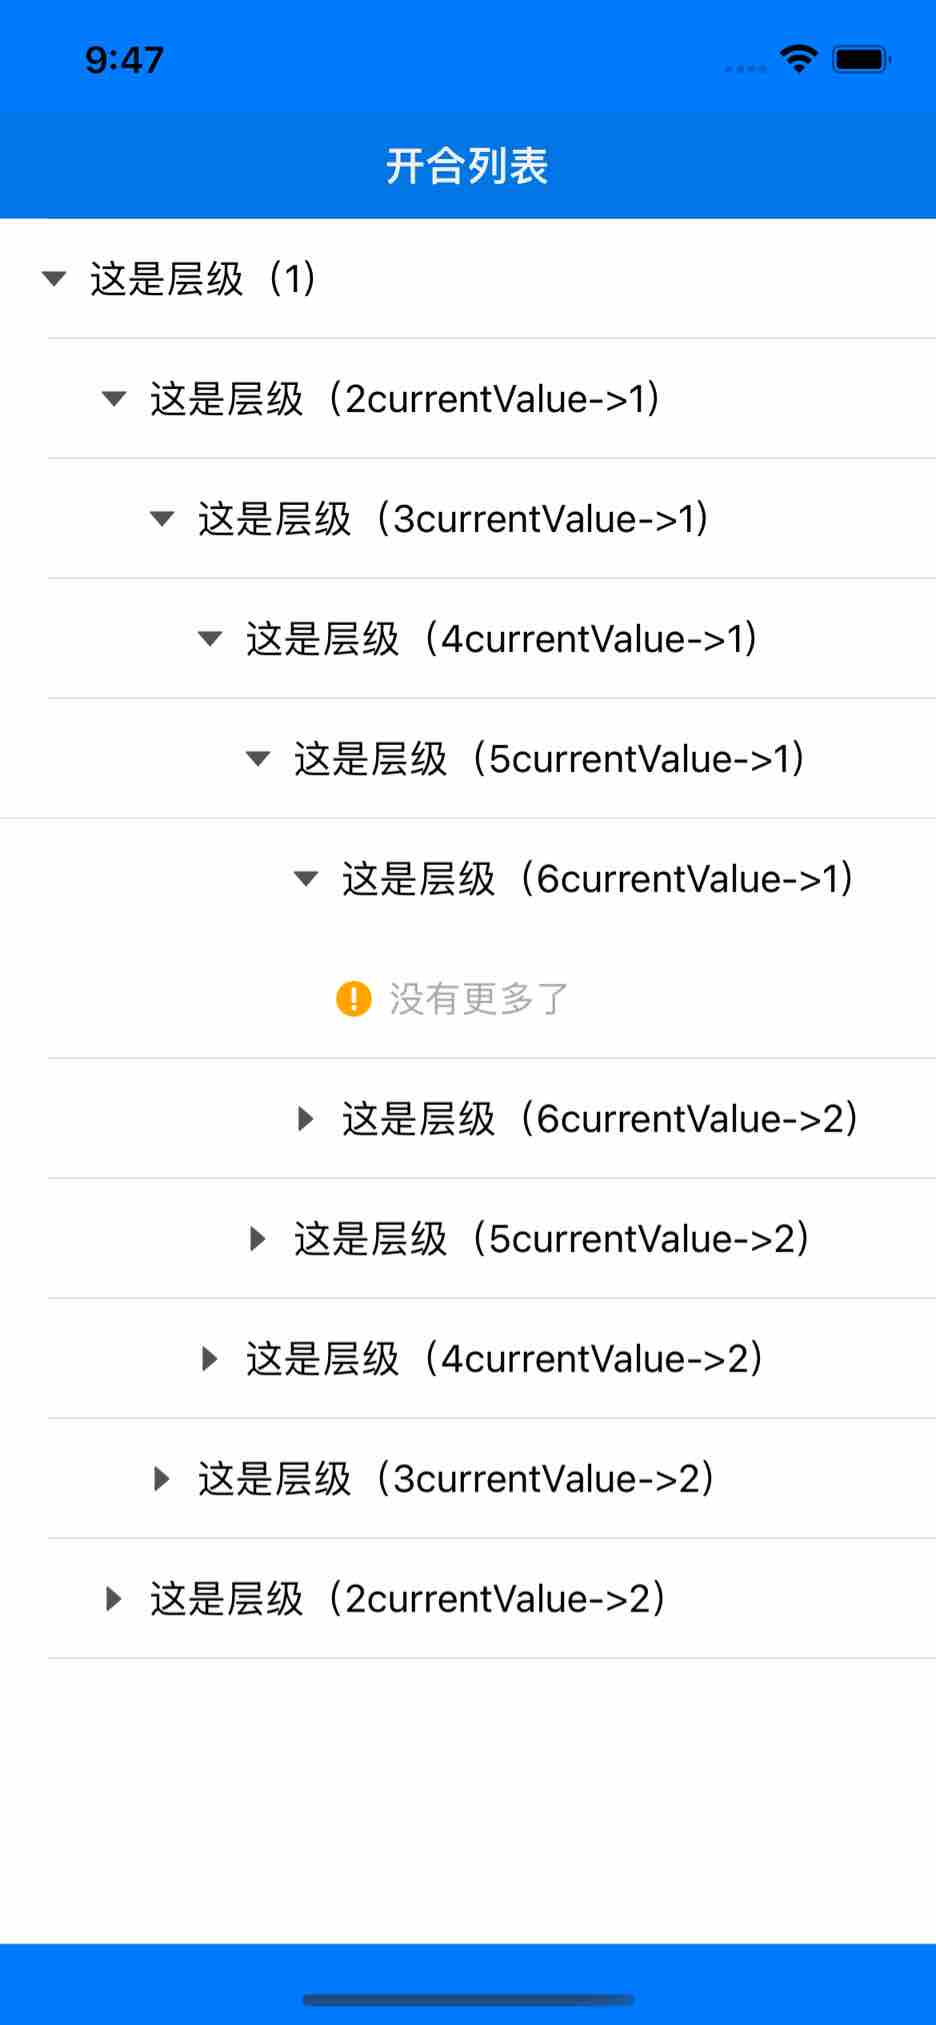 9:47
开合列表
这是层级（1）
这是层级（2currentValue->1）
这是层级（3currentValue->1）
这是层级（4currentValue->1）
这是层级（5currentValue->1）
这是层级（6currentValue->1）
没有更多了
这是层级（6currentValue->2）
这是层级（5currentValue->2）
这是层级（4currentValue->2）
这是层级（3currentValue->2）
这是层级（2currentValue->2）